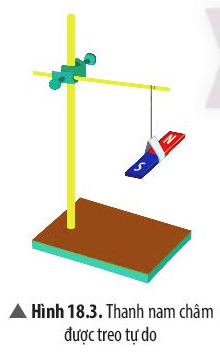 N
S
▲ Hình 18.3. Thanh nam châm
được treo tự do